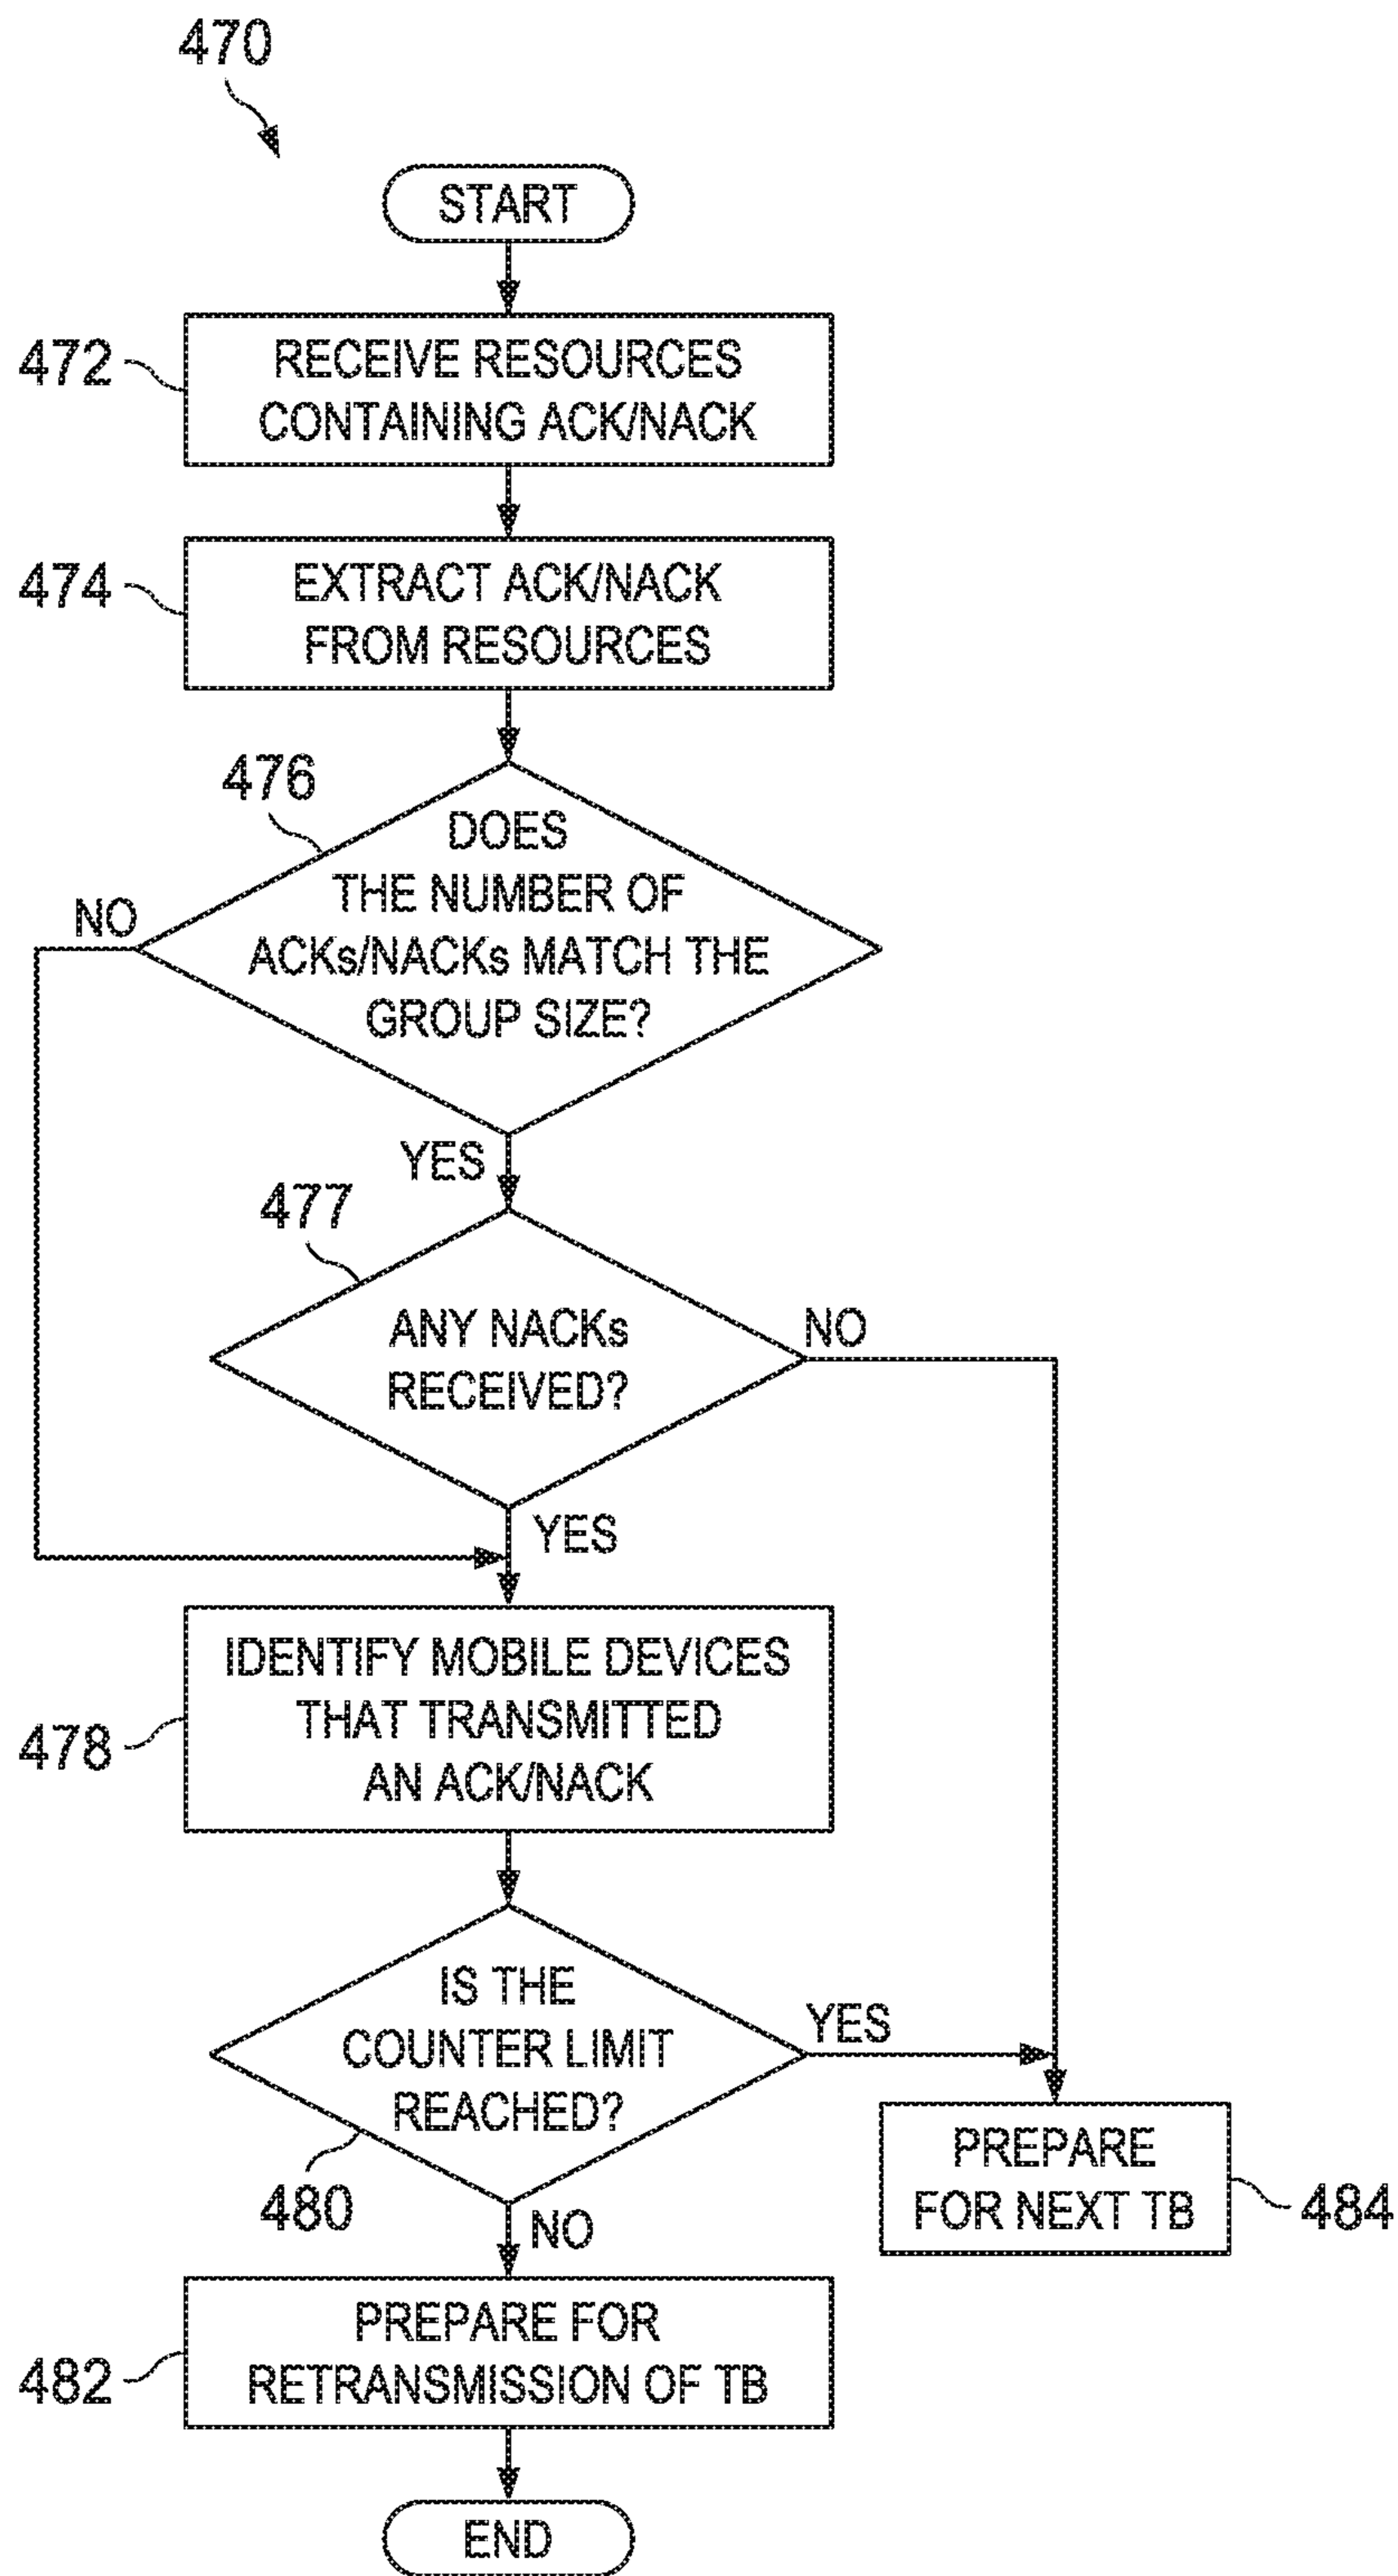 470
START
472
RECEIVE RESOURCES
CONTAINING ACK/NACK
474
EXTRACT ACK/NACK
FROM RESOURCES
476
DOES
THE NUMBER OF
ACKs/NACKs MATCH THE
GROUP SIZE?
NO
YES
477
ANY NACKs
RECEIVED?
NO
YES
478
IDENTIFY MOBILE DEVICES
THAT TRANSMITTED
AN ACK/NACK
IS THE
COUNTER LIMIT
REACHED?
YES
480
NO
PREPARE
FOR NEXT TB
484
482
PREPARE FOR
RETRANSMISSION OF TB
END